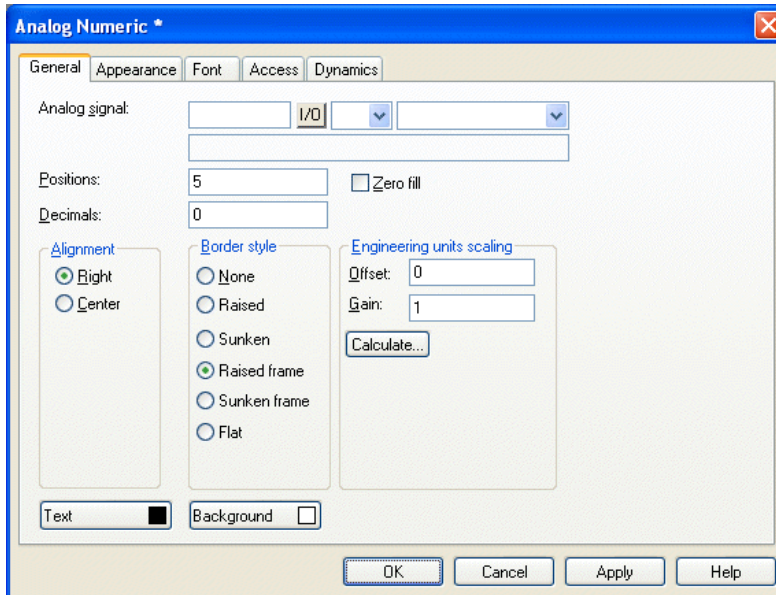 Analog Numeric *
General Appearance Font Access Dynamics
Analog signal: I/O
Positions: 5 Zero fill
Decimals: 0
Alignment Border style Engineering units scaling
Right None Offset: 0
Center Raised Gain: 1
Sunken Calculate...
Raised frame
Sunken frame
Flat
Text Background
OK Cancel Apply Help